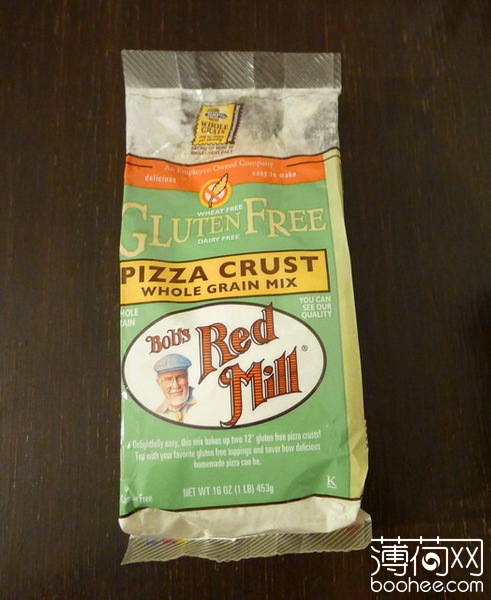 WHOLE
GRAIN
An Employee-Owned Company
delicious easy to make
WHEAT FREE
GLUTEN FREE
DAIRY FREE
PIZZA CRUST
WHOLE GRAIN MIX
YOU CAN
SEE OUR
QUALITY
Bob's
Red
Mill®
Delightfully easy, this mix bakes up two 12" gluten free pizza crusts!
Top with your favorite gluten free toppings and savor how delicious
homemade pizza can be.
Free
NET WT 16 OZ (1 LB) 453g
K
薄荷网
boohee.com